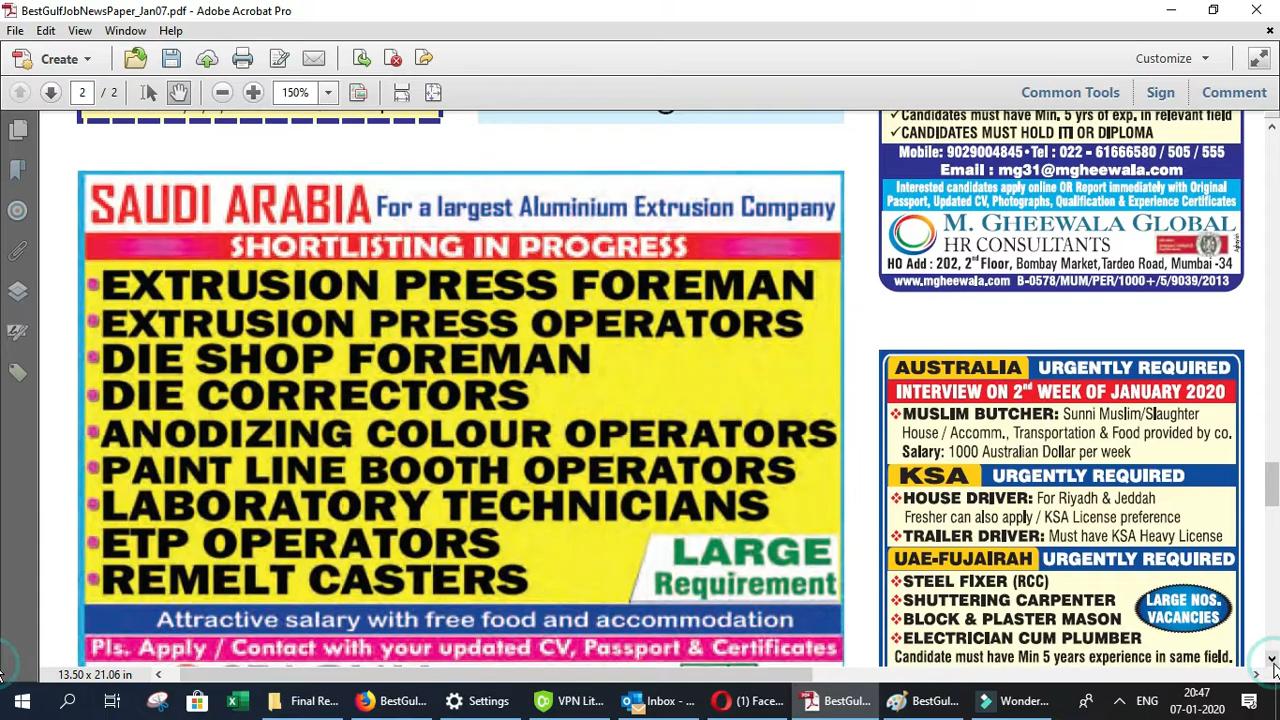 BestGulfJobNewsPaper_Jan07.pdf - Adobe Acrobat Pro
File Edit View Window Help
Create
Customize
2 / 2
150%
Common Tools
Sign
Comment
SAUDI ARABIA For a largest Aluminium Extrusion Company
SHORTLISTING IN PROGRESS
EXTRUSION PRESS FOREMAN
EXTRUSION PRESS OPERATORS
DIE SHOP FOREMAN
DIE CORRECTORS
ANODIZING COLOUR OPERATORS
PAINT LINE BOOTH OPERATORS
LABORATORY TECHNICIANS
ETP OPERATORS
REMELT CASTERS
LARGE
Requirement
Attractive salary with free food and accommodation
Pls. Apply / Contact with your updated CV, Passport & Certificates
Candidates must have Min. 5 yrs of exp. in relevant field
CANDIDATES MUST HOLD ITI OR DIPLOMA
Mobile: 9029004845 • Tel : 022 - 61666580 / 505 / 555
Email : mg31@mgheewala.com
Interested candidates apply online OR Report immediately with Original
Passport, Updated CV, Photographs, Qualification & Experience Certificates
M. GHEEWALA GLOBAL
HR CONSULTANTS
HO Add : 202, 2nd Floor, Bombay Market,Tardeo Road, Mumbai -34
www.mgheewala.com B-0578/MUM/PER/1000+/5/9039/2013
AUSTRALIA URGENTLY REQUIRED
INTERVIEW ON 2nd WEEK OF JANUARY 2020
MUSLIM BUTCHER: Sunni Muslim/Slaughter
House / Accomm., Transportation & Food provided by co.
Salary: 1000 Australian Dollar per week
KSA URGENTLY REQUIRED
HOUSE DRIVER: For Riyadh & Jeddah
Fresher can also apply / KSA License preference
TRAILER DRIVER: Must have KSA Heavy License
UAE-FUJAIRAH URGENTLY REQUIRED
STEEL FIXER (RCC)
SHUTTERING CARPENTER
BLOCK & PLASTER MASON
ELECTRICIAN CUM PLUMBER
LARGE NOS.
VACANCIES
Candidate must have Min 5 years experience in same field.
13.50 x 21.06 in
Final Re...
BestGul...
Settings
VPN Lit...
Inbox - ...
(1) Face...
BestGul...
BestGul...
Wonder...
ENG
20:47
07-01-2020